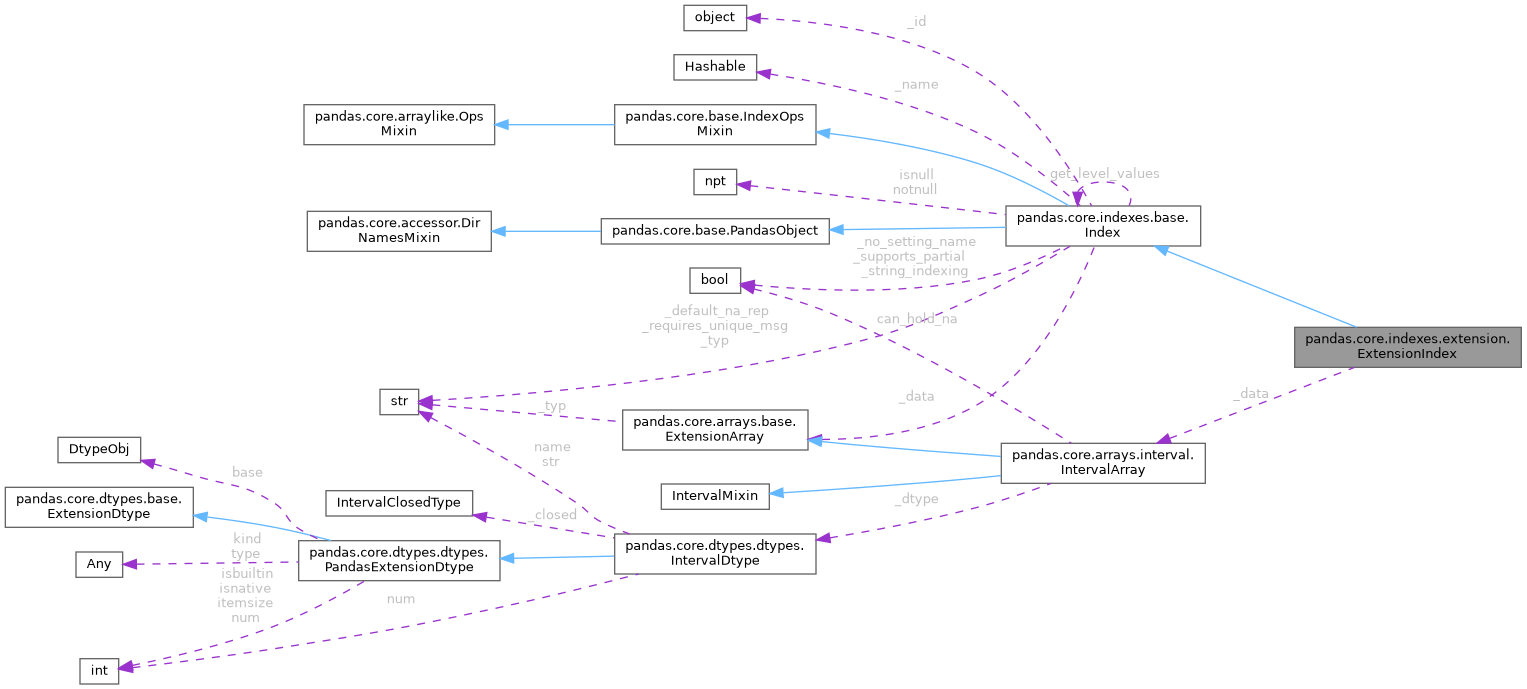 object
_id
Hashable
_name
pandas.core.arraylike.Ops
Mixin
pandas.core.base.IndexOps
Mixin
npt
isnull
notnull
get_level_values
pandas.core.accessor.Dir
NamesMixin
pandas.core.base.PandasObject
pandas.core.indexes.base.
Index
_no_setting_name
_supports_partial
_string_indexing
bool
_default_na_rep
_requires_unique_msg
_typ
can_hold_na
pandas.core.indexes.extension.
ExtensionIndex
str
_typ
_data
_data
pandas.core.arrays.base.
ExtensionArray
DtypeObj
base
name
str
pandas.core.arrays.interval.
IntervalArray
pandas.core.dtypes.base.
ExtensionDtype
IntervalClosedType
_closed
IntervalMixin
_dtype
Any
kind
type
pandas.core.dtypes.dtypes.
PandasExtensionDtype
pandas.core.dtypes.dtypes.
IntervalDtype
isbuiltin
isnative
itemsize
num
num
int